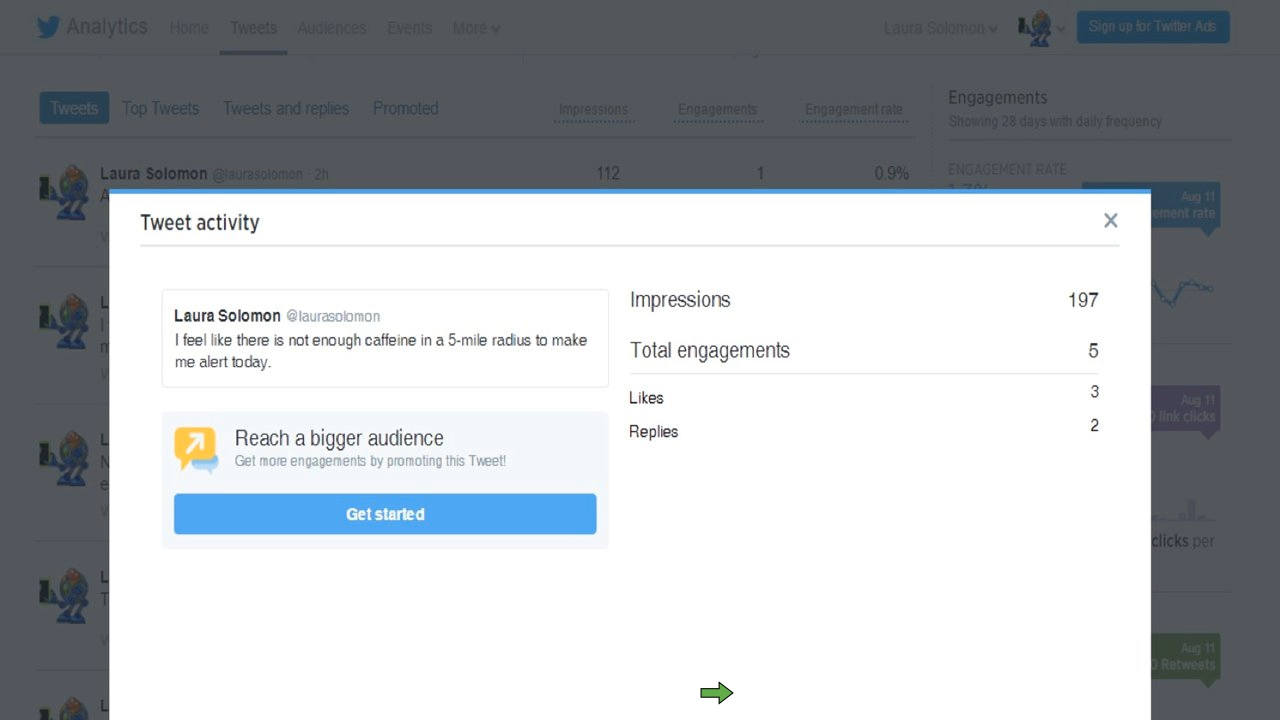 Analytics Home Tweets Audiences Events More Laura Solomon Sign up for Twitter Ads
Tweets Top Tweets Tweets and replies Promoted Impressions Engagements Engagement rate
Engagements
Showing 28 days with daily frequency
Laura Solomon @laurasolomon · 2h 112 1 0.9%
ENGAGEMENT RATE
Aug 11
ement rate
Tweet activity
Laura Solomon @laurasolomon
I feel like there is not enough caffeine in a 5-mile radius to make
me alert today.
Reach a bigger audience
Get more engagements by promoting this Tweet!
Get started
Impressions 197
Total engagements 5
Likes 3
Replies 2
Aug 11
0 link clicks
clicks per
Aug 11
0 Retweets